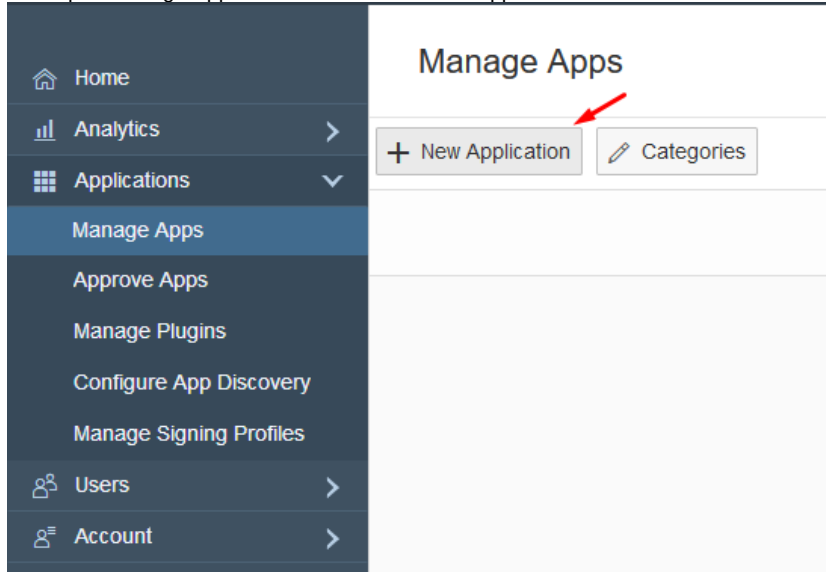 Home
Analytics
Applications
Manage Apps
Approve Apps
Manage Plugins
Configure App Discovery
Manage Signing Profiles
Users
Account
Manage Apps
+ New Application
Categories